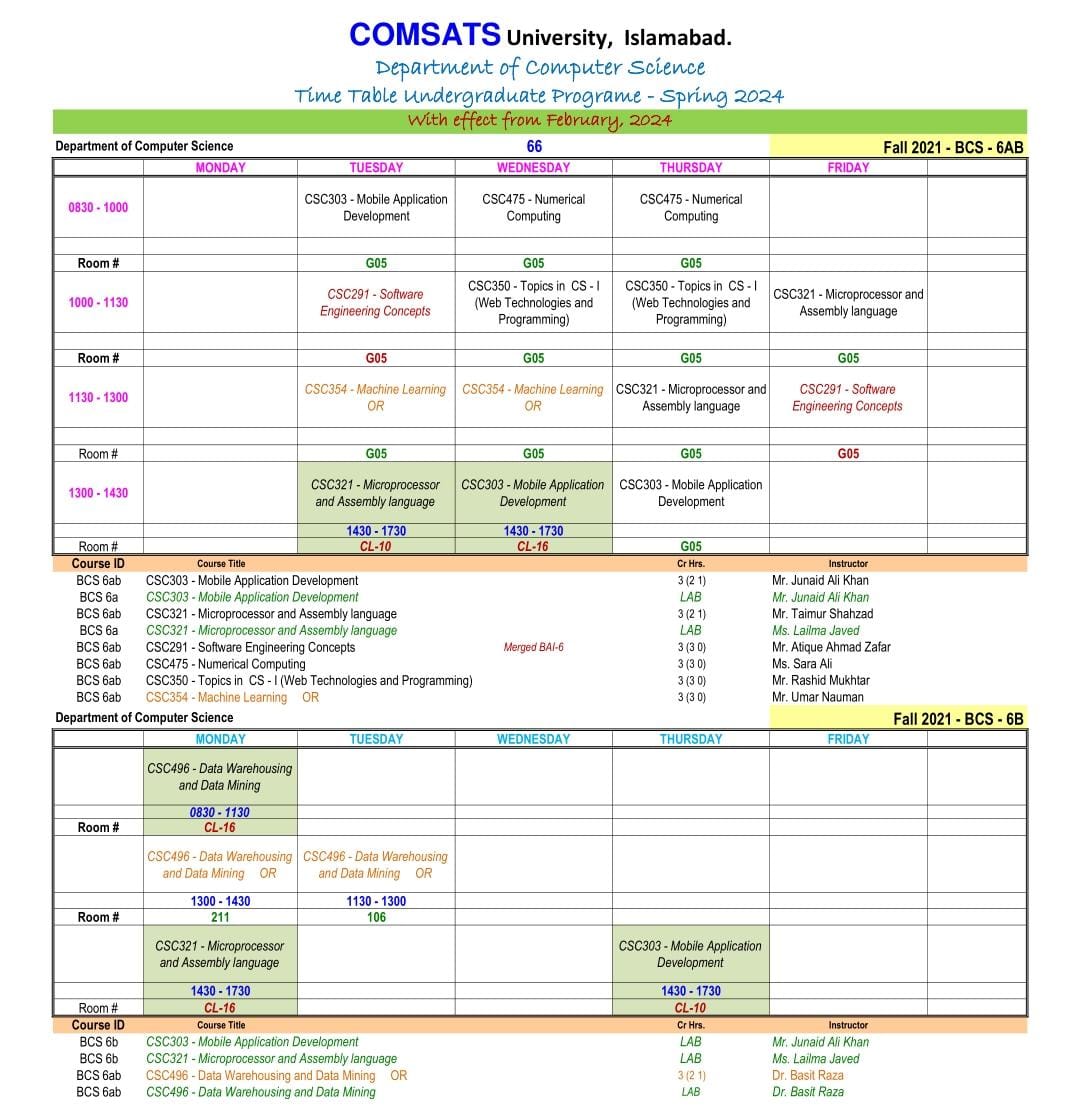 COMSATS University, Islamabad.
Department of Computer Science
Time Table Undergraduate Programe - Spring 2024
With effect from February, 2024
Department of Computer Science 66 Fall 2021 - BCS - 6AB
MONDAY TUESDAY WEDNESDAY THURSDAY FRIDAY
0830 - 1000
CSC303 - Mobile Application
Development
CSC475 - Numerical
Computing
CSC475 - Numerical
Computing
Room # G05 G05 G05
1000 - 1130
CSC291 - Software
Engineering Concepts
CSC350 - Topics in CS - I
(Web Technologies and
Programming)
CSC350 - Topics in CS - I
(Web Technologies and
Programming)
CSC321 - Microprocessor and
Assembly language
Room # G05 G05 G05 G05
1130 - 1300
CSC354 - Machine Learning
OR
CSC354 - Machine Learning
OR
CSC321 - Microprocessor and
Assembly language
CSC291 - Software
Engineering Concepts
Room # G05 G05 G05 G05
1300 - 1430
CSC321 - Microprocessor
and Assembly language
CSC303 - Mobile Application
Development
CSC303 - Mobile Application
Development
1430 - 1730 1430 - 1730
Room # CL-10 CL-16 G05
Course ID Course Title Cr Hrs. Instructor
BCS 6ab CSC303 - Mobile Application Development 3 (2 1) Mr. Junaid Ali Khan
BCS 6a CSC303 - Mobile Application Development LAB Mr. Junaid Ali Khan
BCS 6ab CSC321 - Microprocessor and Assembly language 3 (2 1) Mr. Taimur Shahzad
BCS 6a CSC321 - Microprocessor and Assembly language LAB Ms. Lailma Javed
BCS 6ab CSC291 - Software Engineering Concepts Merged BAI-6 3 (3 0) Mr. Atique Ahmad Zafar
BCS 6ab CSC475 - Numerical Computing 3 (3 0) Ms. Sara Ali
BCS 6ab CSC350 - Topics in CS - I (Web Technologies and Programming) 3 (3 0) Mr. Rashid Mukhtar
BCS 6ab CSC354 - Machine Learning OR 3 (3 0) Mr. Umar Nauman
Department of Computer Science Fall 2021 - BCS - 6B
MONDAY TUESDAY WEDNESDAY THURSDAY FRIDAY
CSC496 - Data Warehousing
and Data Mining
0830 - 1130
Room # CL-16
CSC496 - Data Warehousing
and Data Mining OR
CSC496 - Data Warehousing
and Data Mining OR
1300 - 1430 1130 - 1300
Room # 211 106
CSC321 - Microprocessor
and Assembly language
CSC303 - Mobile Application
Development
1430 - 1730 1430 - 1730
Room # CL-16 CL-10
Course ID Course Title Cr Hrs. Instructor
BCS 6b CSC303 - Mobile Application Development LAB Mr. Junaid Ali Khan
BCS 6b CSC321 - Microprocessor and Assembly language LAB Ms. Lailma Javed
BCS 6ab CSC496 - Data Warehousing and Data Mining OR 3 (2 1) Dr. Basit Raza
BCS 6ab CSC496 - Data Warehousing and Data Mining LAB Dr. Basit Raza